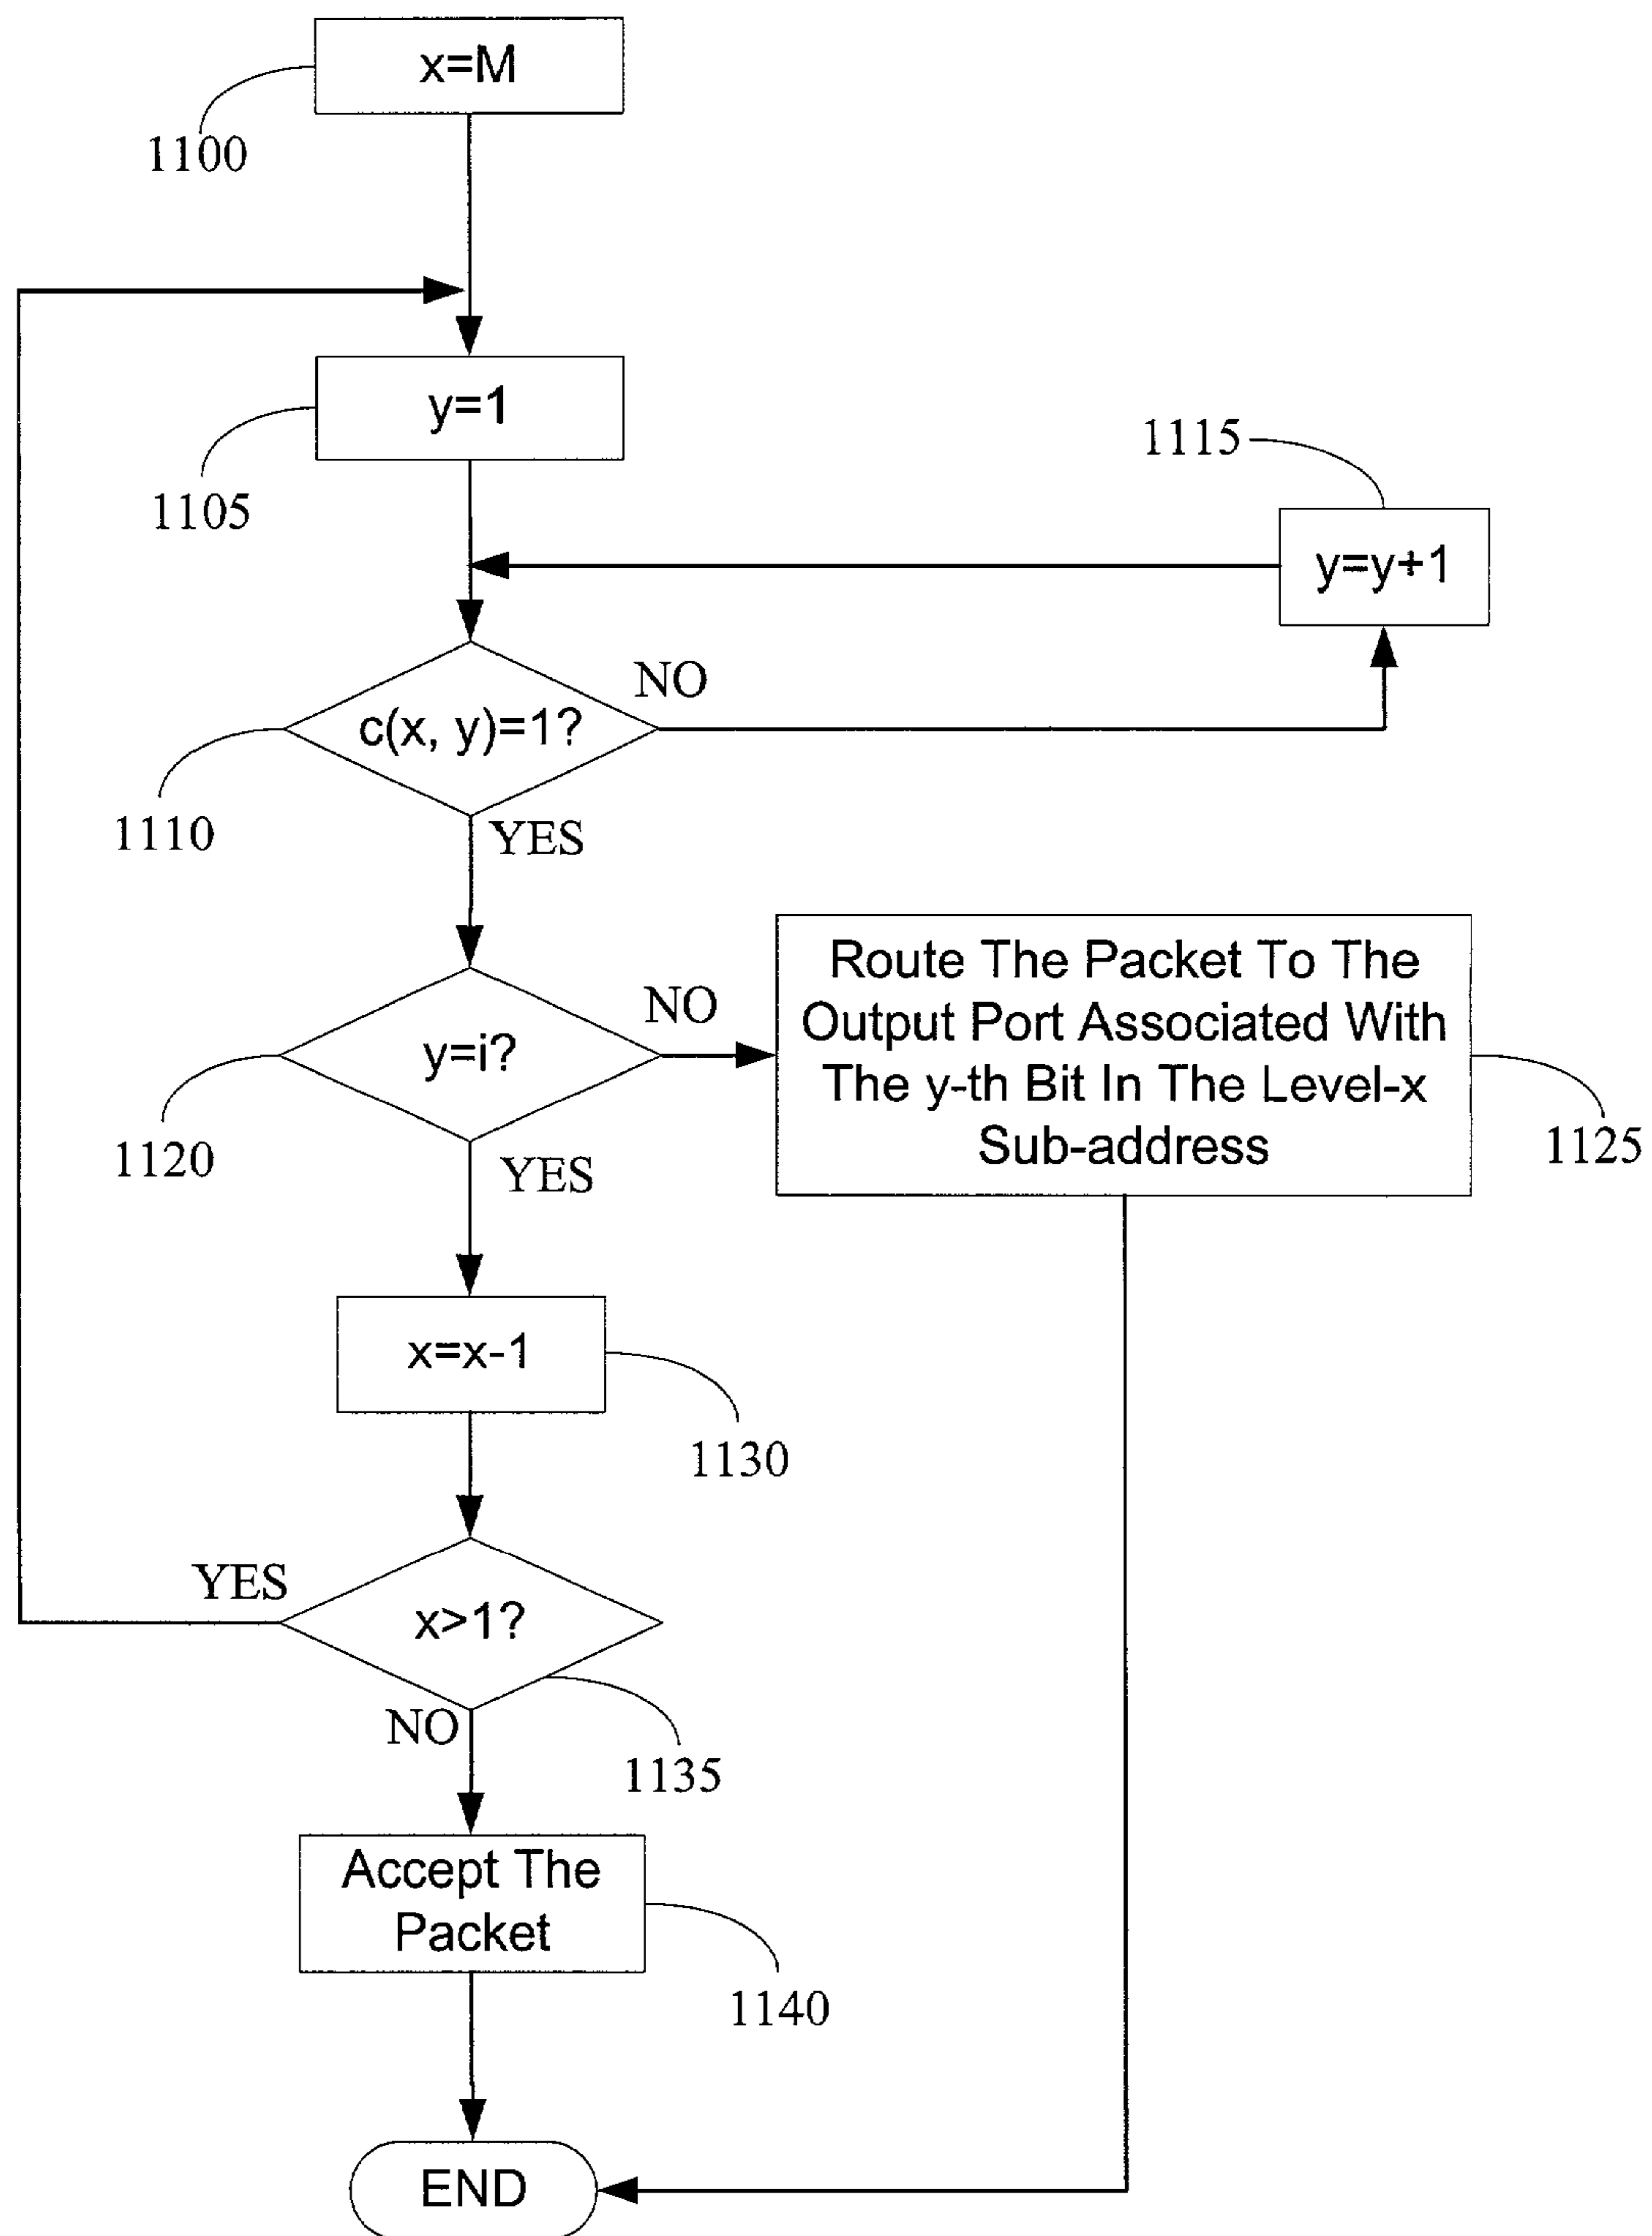 x=M
1100
y=1
1105
1115
y=y+1
NO
c(x, y)=1?
1110
YES
Route The Packet To The
Output Port Associated With
The y-th Bit In The Level-x
Sub-address
NO
y=i?
1125
1120
YES
x=x-1
1130
YES
x>1?
NO
1135
Accept The
Packet
1140
END